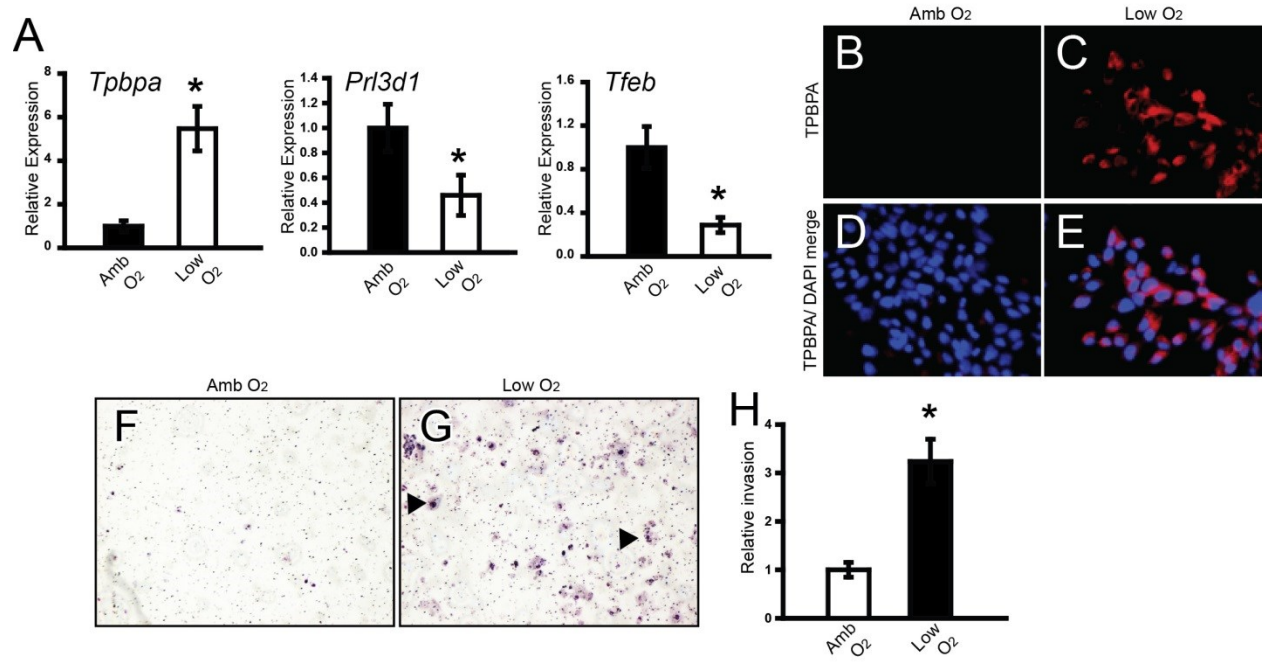 A
Tpbpa
Relative Expression
8
6
4
2
0
*
Amb O2
Low O2
Prl3d1
Relative Expression
1.4
1.2
1.0
0.8
0.6
0.4
0.2
0.0
*
Amb O2
Low O2
Tfeb
Relative Expression
1.6
1.2
0.8
0.4
0.0
*
Amb O2
Low O2
Amb O2
Low O2
TPBPA
B
C
TPBPA/ DAPI merge
D
E
Amb O2
Low O2
F
G
H
Relative invasion
4
3
2
1
0
*
Amb O2
Low O2